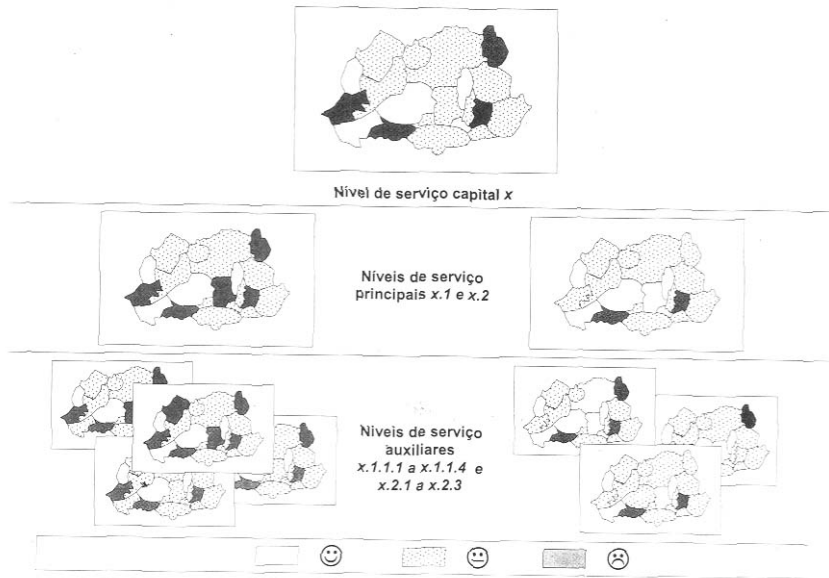 Nível de serviço capital x
Níveis de serviço
principais x.1 e x.2
Níveis de serviço
auxiliares
x.1.1.1 a x.1.1.4 e
x.2.1 a x.2.3